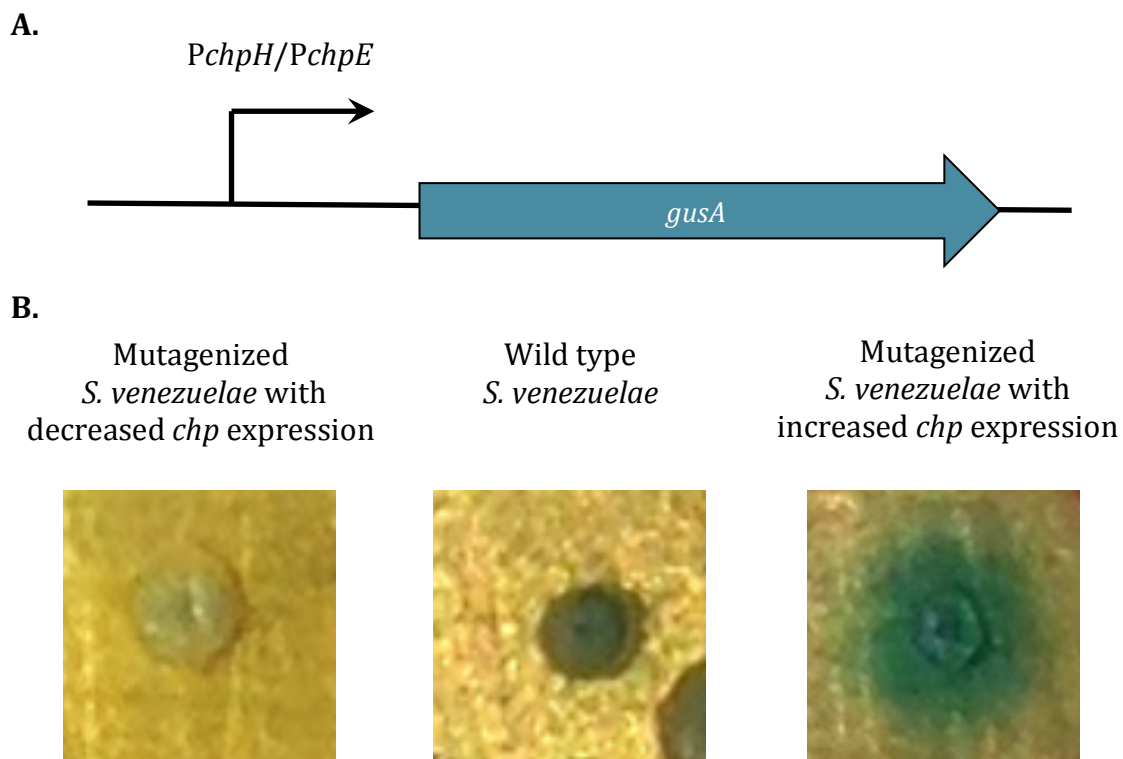 A.
PchpH/PchpE
gusA
B.
Mutagenized
S. venezuelae with
decreased chp expression
Wild type
S. venezuelae
Mutagenized
S. venezuelae with
increased chp expression